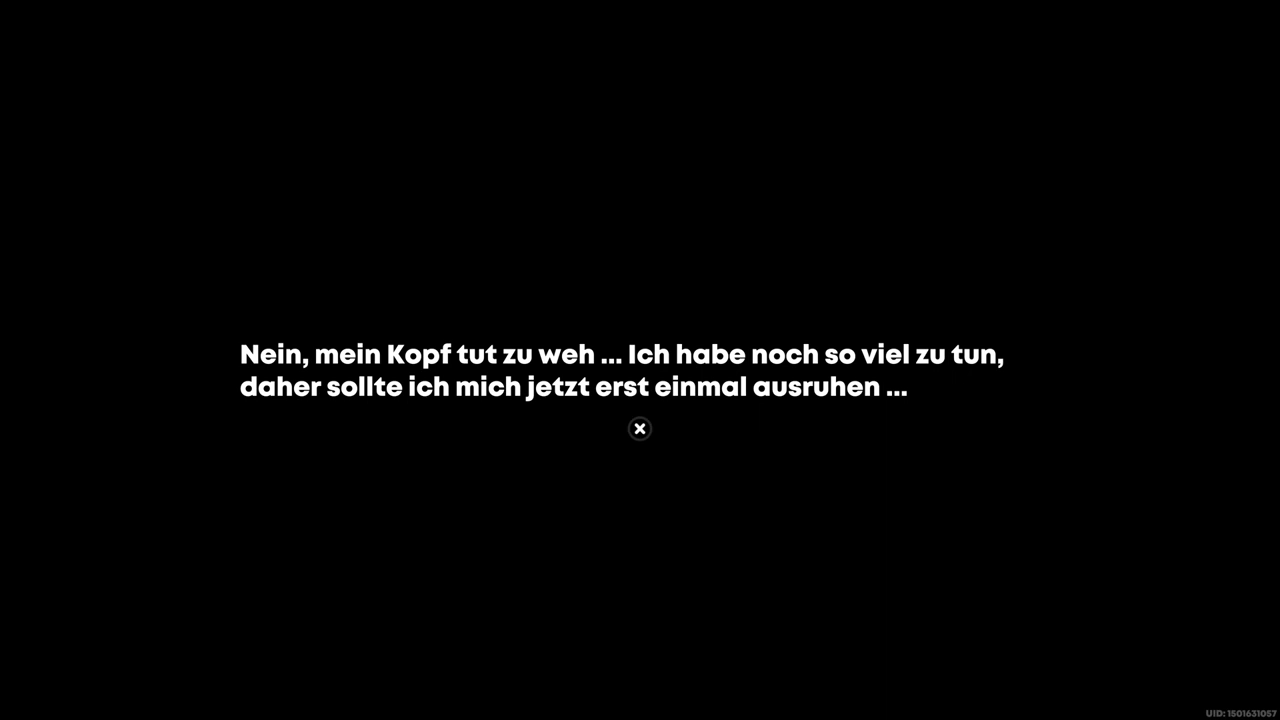 Nein, mein Kopf tut zu weh ... Ich habe noch so viel zu tun,
daher sollte ich mich jetzt erst einmal ausruhen ...
UID: 1501631057